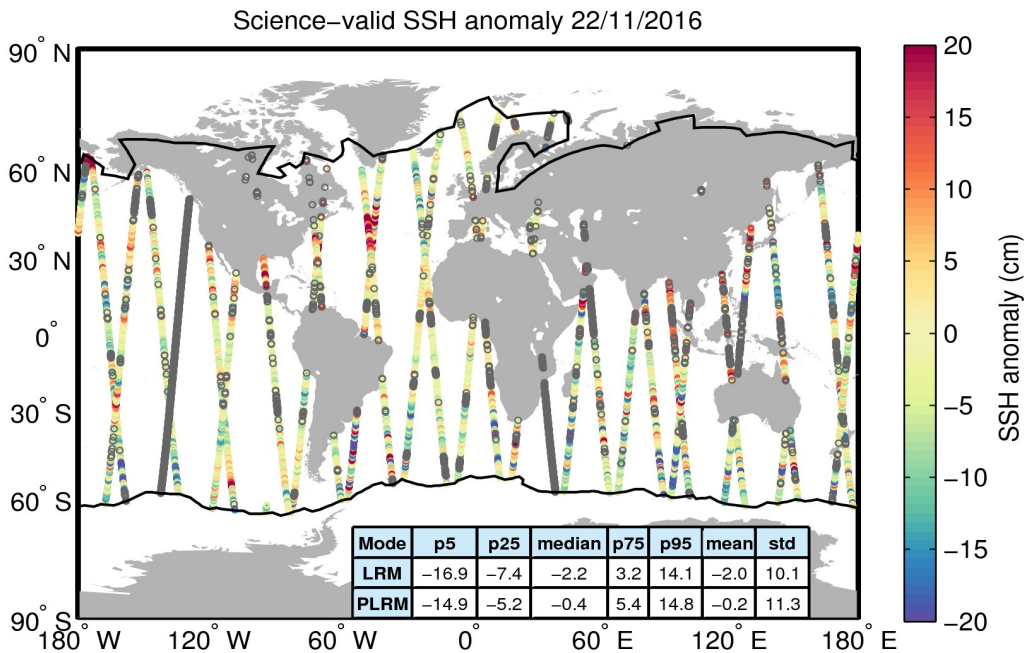 Science−valid SSH anomaly 22/11/2016
90° N
60° N
30° N
0°
30° S
60° S
90° S
180° W
120° W
60° W
0°
60° E
120° E
180° E
Mode p5 p25 median p75 p95 mean std
LRM −16.9 −7.4 −2.2 3.2 14.1 −2.0 10.1
PLRM −14.9 −5.2 −0.4 5.4 14.8 −0.2 11.3
20
15
10
5
0
−5
−10
−15
−20
SSH anomaly (cm)